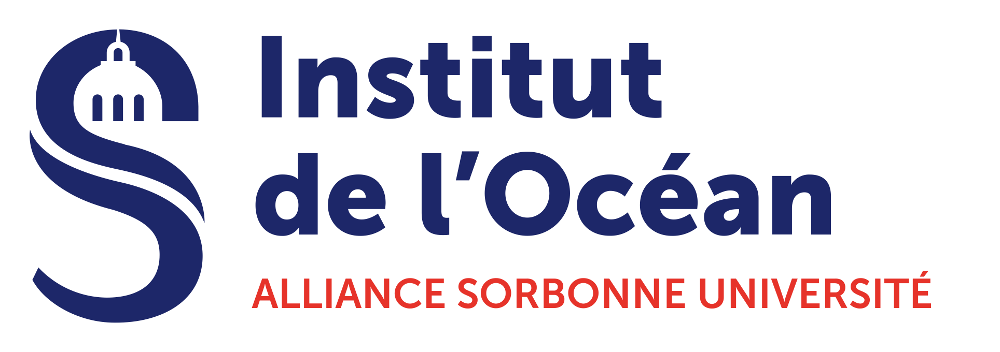 Institut
de l’Océan
ALLIANCE SORBONNE UNIVERSITÉ